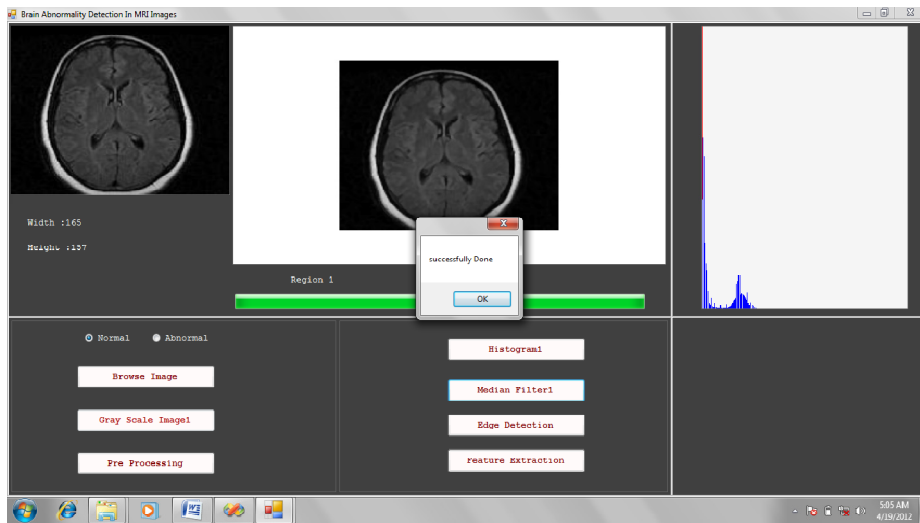 Brain Abnormality Detection In MRI Images
Width :165
Height :157
Region 1
successfully Done
OK
Normal
Abnormal
Browse Image
Gray Scale Image1
Pre Processing
Histogram1
Median Filter1
Edge Detection
Feature Extraction
5:05 AM
4/19/2012